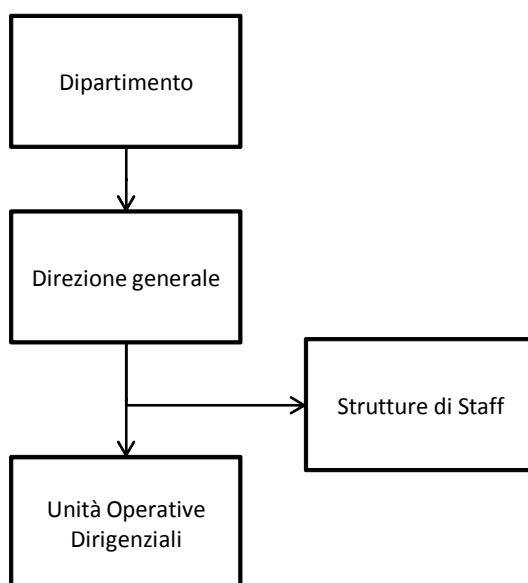 Dipartimento
Direzione generale
Strutture di Staff
Unità Operative
Dirigenziali